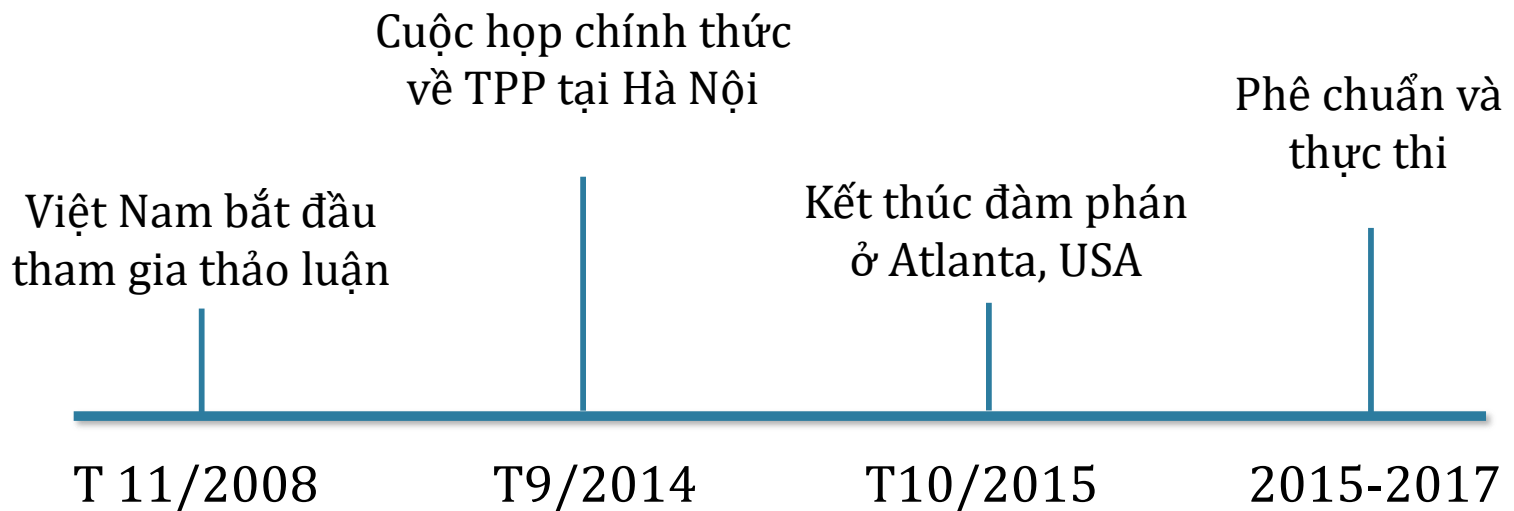 Cuộc họp chính thức
về TPP tại Hà Nội
Phê chuẩn và
thực thi
Việt Nam bắt đầu
tham gia thảo luận
Kết thúc đàm phán
ở Atlanta, USA
T 11/2008
T9/2014
T10/2015
2015-2017